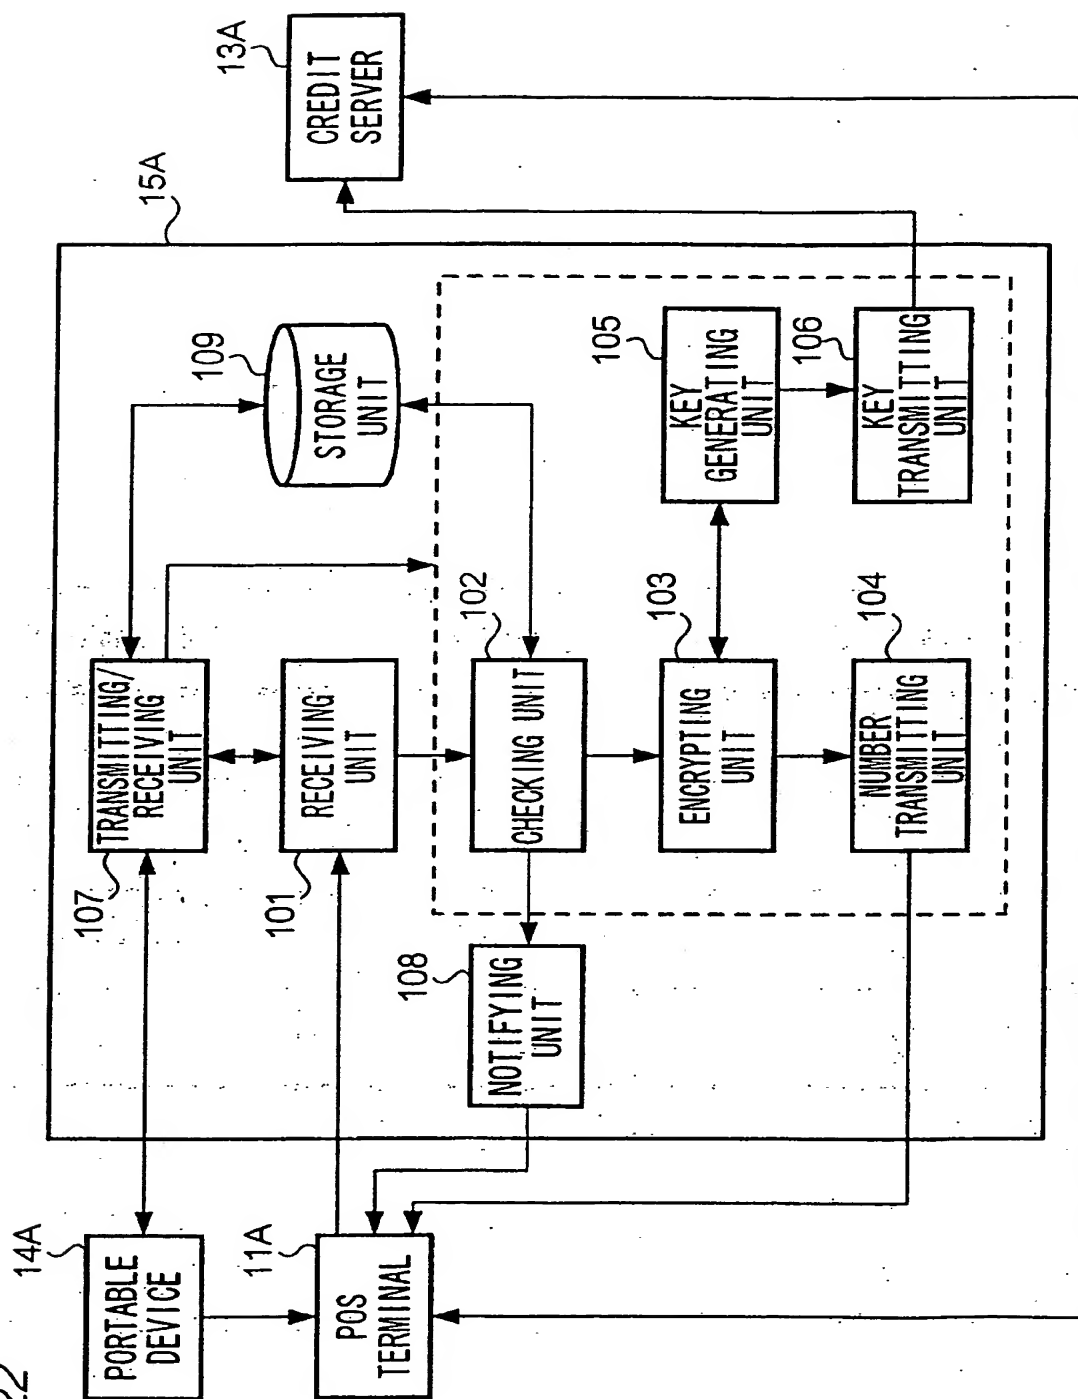 22
PORTABLE
DEVICE
14A
POS
TERMINAL
11A
15A
TRANSMITTING/
RECEIVING
UNIT
107
RECEIVING
UNIT
101
STORAGE
UNIT
109
NOTIFYING
UNIT
108
CHECKING UNIT
102
ENCRYPTING
UNIT
103
NUMBER
TRANSMITTING
UNIT
104
KEY
GENERATING
UNIT
105
KEY
TRANSMITTING
UNIT
106
CREDIT
SERVER
13A